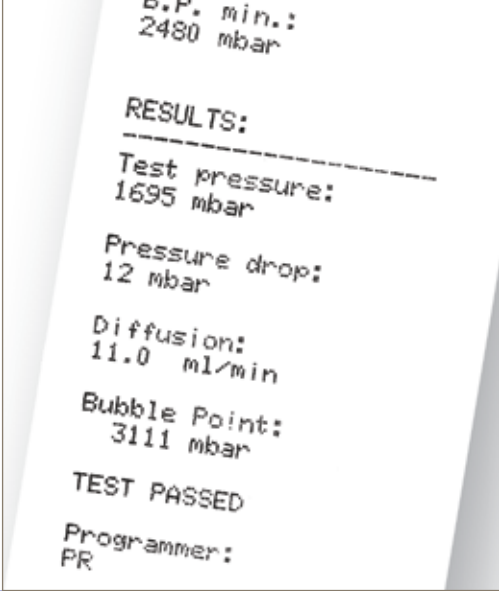 B.P. min.:
2480 mbar
RESULTS:
--------------------
Test pressure:
1695 mbar
Pressure drop:
12 mbar
Diffusion:
11.0 ml/min
Bubble Point:
3111 mbar
TEST PASSED
Programmer:
PR